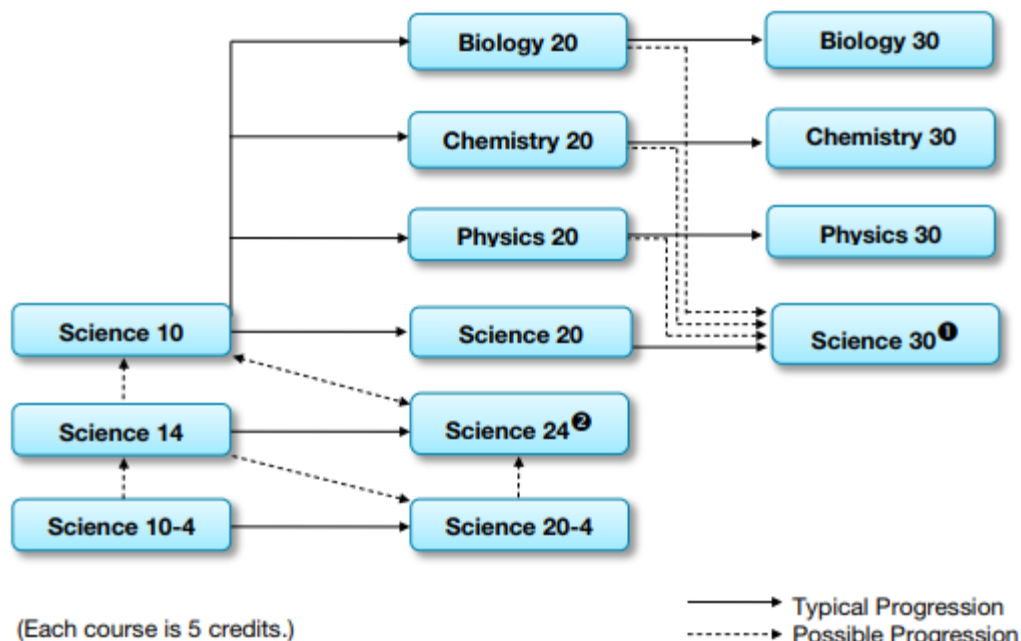 Biology 20
Biology 30
Chemistry 20
Chemistry 30
Physics 20
Physics 30
Science 10
Science 20
Science 30❶
Science 14
Science 24❷
Science 10-4
Science 20-4
(Each course is 5 credits.)
Typical Progression
Possible Progression